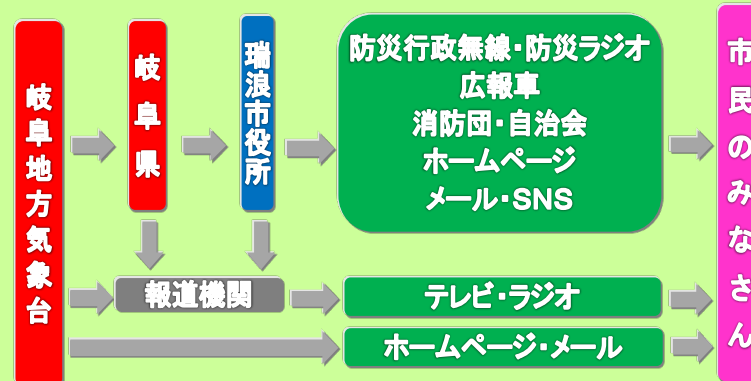 岐阜地方気象台
岐阜県
瑞浪市役所
防災行政無線・防災ラジオ
広報車
消防団・自治会
ホームページ
メール・SNS
市民のみなさん
報道機関
テレビ・ラジオ
ホームページ・メール